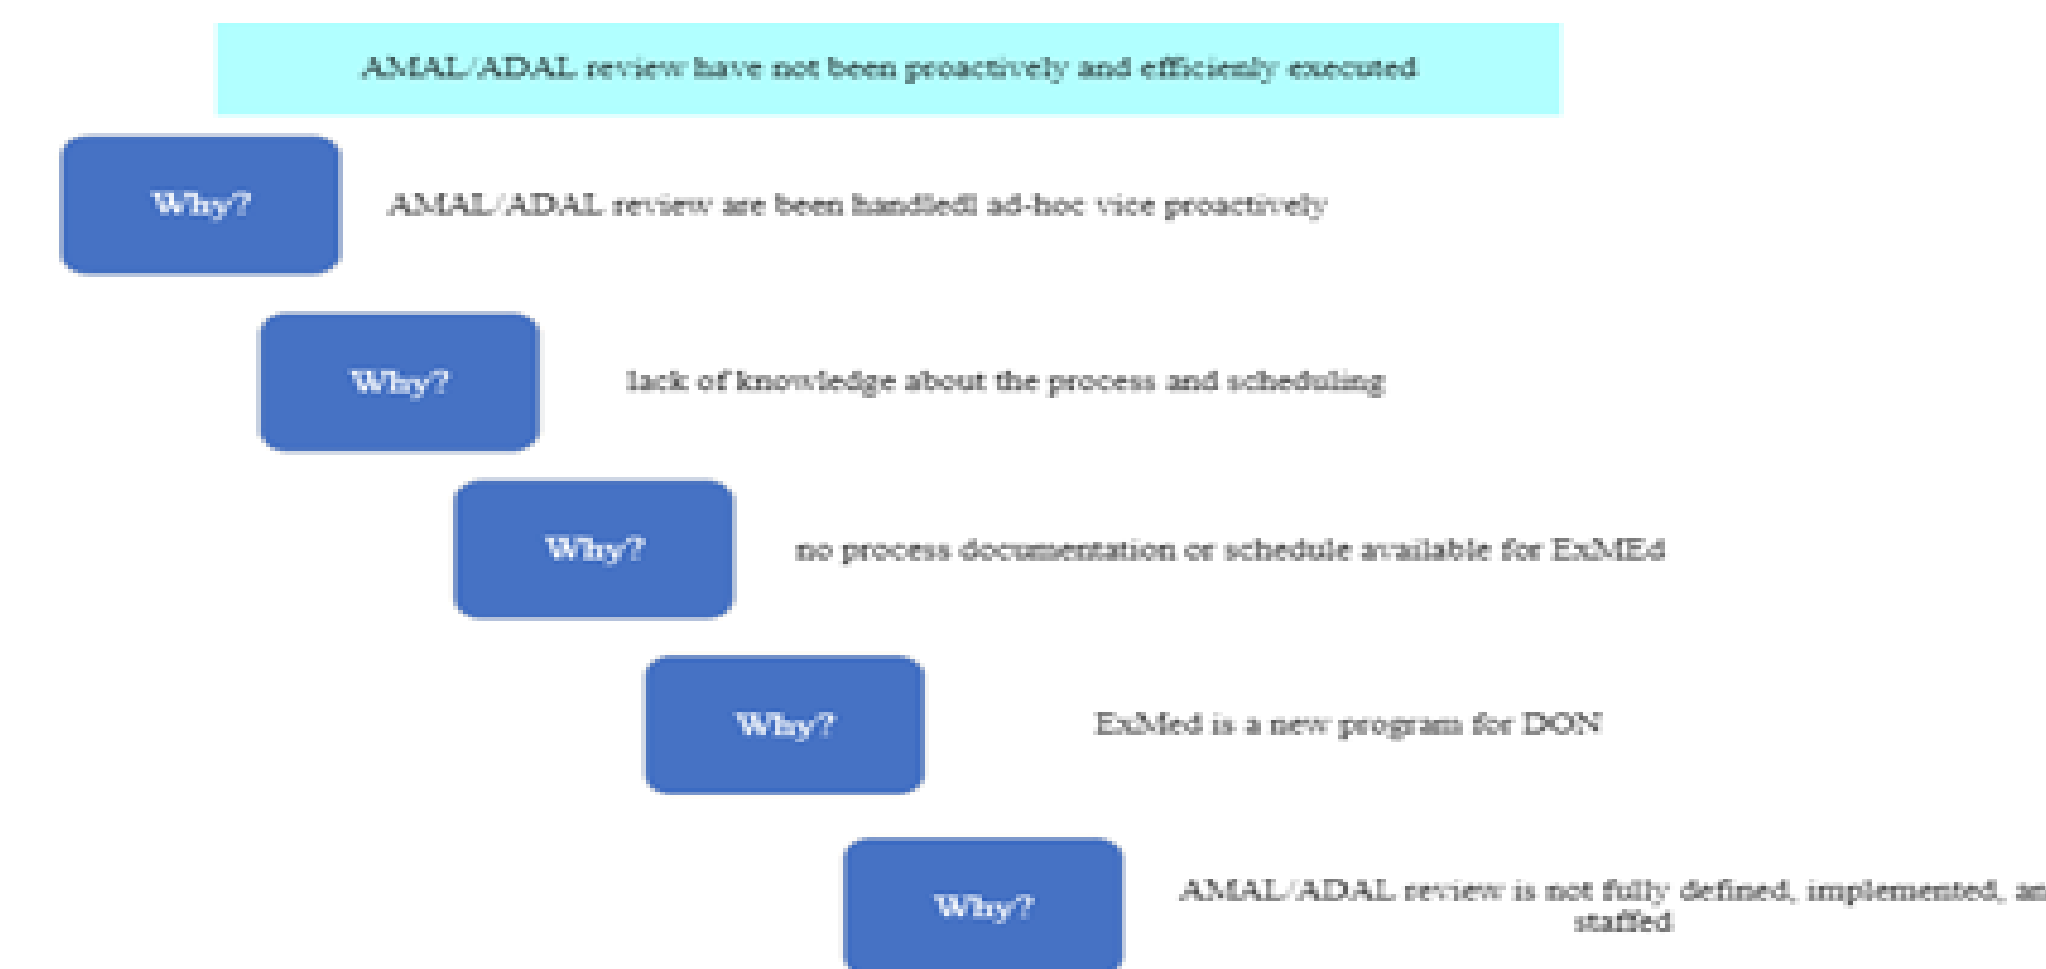 AMAL/ADAL review have not been proactively and efficienly executed
Why?
AMAL/ADAL review are been handledl ad-hoc vice proactively
Why?
lack of knowledge about the process and scheduling
Why?
no process documentation or schedule available for ExMEd
Why?
ExMed is a new program for DON
Why?
AMAL/ADAL review is not fully defined, implemented, an
staffed